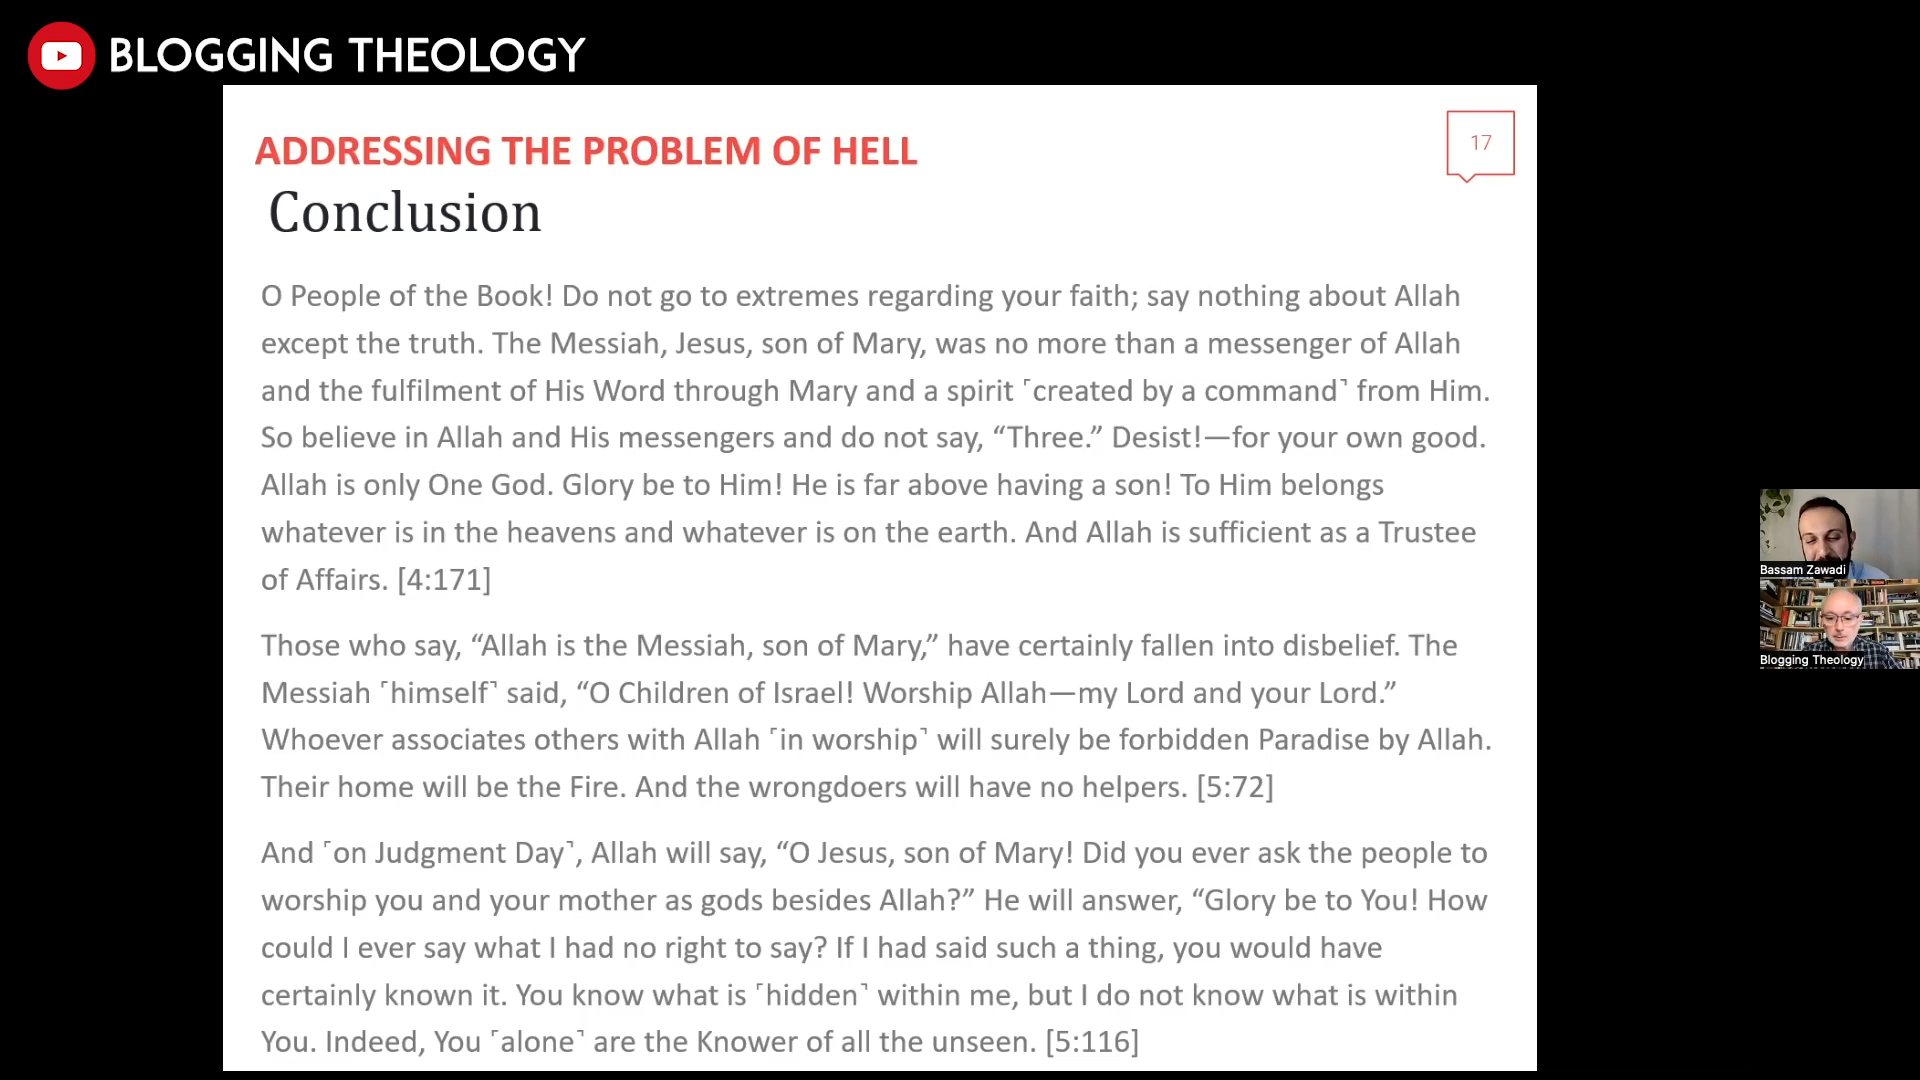 BLOGGING THEOLOGY
ADDRESSING THE PROBLEM OF HELL
17
Conclusion
O People of the Book! Do not go to extremes regarding your faith; say nothing about Allah
except the truth. The Messiah, Jesus, son of Mary, was no more than a messenger of Allah
and the fulfilment of His Word through Mary and a spirit ˹created by a command˺ from Him.
So believe in Allah and His messengers and do not say, “Three.” Desist!—for your own good.
Allah is only One God. Glory be to Him! He is far above having a son! To Him belongs
whatever is in the heavens and whatever is on the earth. And Allah is sufficient as a Trustee
of Affairs. [4:171]
Those who say, “Allah is the Messiah, son of Mary,” have certainly fallen into disbelief. The
Messiah ˹himself˺ said, “O Children of Israel! Worship Allah—my Lord and your Lord.”
Whoever associates others with Allah ˹in worship˺ will surely be forbidden Paradise by Allah.
Their home will be the Fire. And the wrongdoers will have no helpers. [5:72]
And ˹on Judgment Day˺, Allah will say, “O Jesus, son of Mary! Did you ever ask the people to
worship you and your mother as gods besides Allah?” He will answer, “Glory be to You! How
could I ever say what I had no right to say? If I had said such a thing, you would have
certainly known it. You know what is ˹hidden˺ within me, but I do not know what is within
You. Indeed, You ˹alone˺ are the Knower of all the unseen. [5:116]
Bassam Zawadi
Blogging Theology